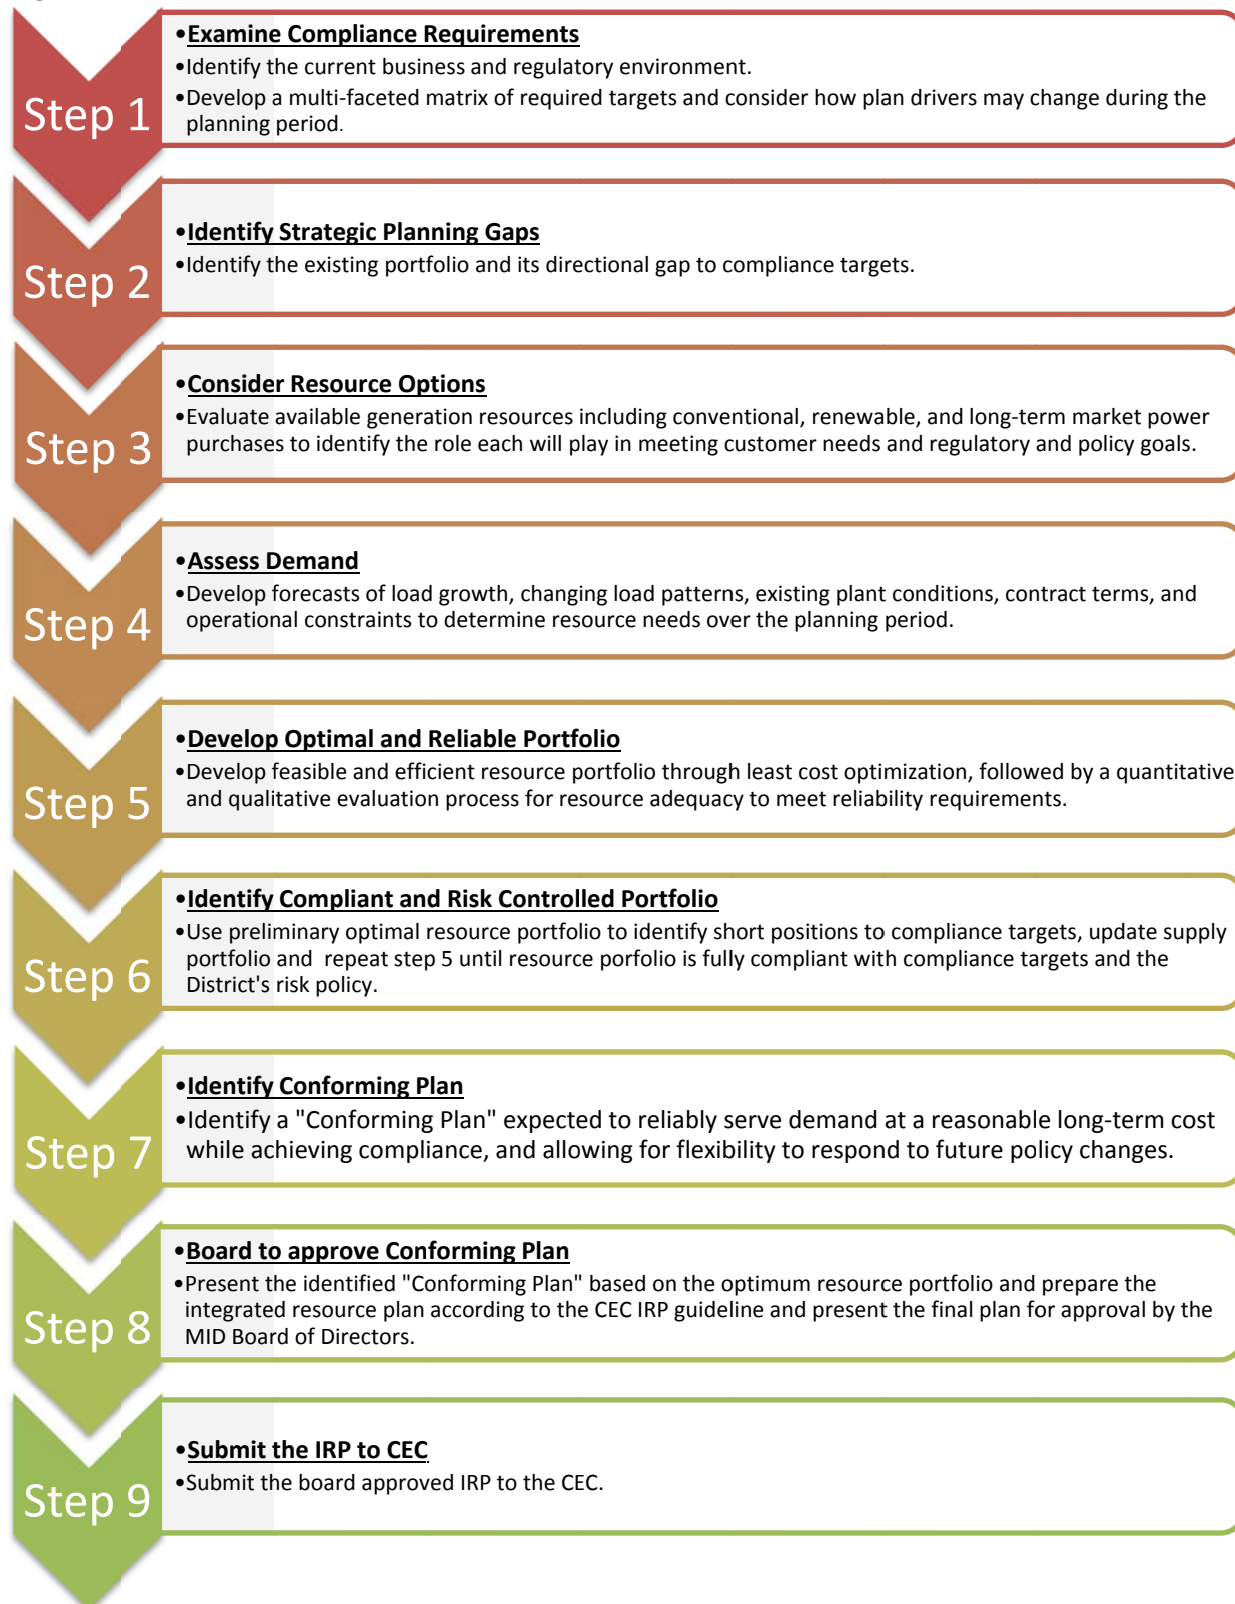 Step 1
•Examine Compliance Requirements
•Identify the current business and regulatory environment.
•Develop a multi-faceted matrix of required targets and consider how plan drivers may change during the
planning period.
Step 2
•Identify Strategic Planning Gaps
•Identify the existing portfolio and its directional gap to compliance targets.
Step 3
•Consider Resource Options
•Evaluate available generation resources including conventional, renewable, and long-term market power
purchases to identify the role each will play in meeting customer needs and regulatory and policy goals.
Step 4
•Assess Demand
•Develop forecasts of load growth, changing load patterns, existing plant conditions, contract terms, and
operational constraints to determine resource needs over the planning period.
Step 5
•Develop Optimal and Reliable Portfolio
•Develop feasible and efficient resource portfolio through least cost optimization, followed by a quantitative
and qualitative evaluation process for resource adequacy to meet reliability requirements.
Step 6
•Identify Compliant and Risk Controlled Portfolio
•Use preliminary optimal resource portfolio to identify short positions to compliance targets, update supply
portfolio and  repeat step 5 until resource porfolio is fully compliant with compliance targets and the
District's risk policy.
Step 7
•Identify Conforming Plan
•Identify a "Conforming Plan" expected to reliably serve demand at a reasonable long-term cost
while achieving compliance, and allowing for flexibility to respond to future policy changes.
Step 8
•Board to approve Conforming Plan
•Present the identified "Conforming Plan" based on the optimum resource portfolio and prepare the
integrated resource plan according to the CEC IRP guideline and present the final plan for approval by the
MID Board of Directors.
Step 9
•Submit the IRP to CEC
•Submit the board approved IRP to the CEC.